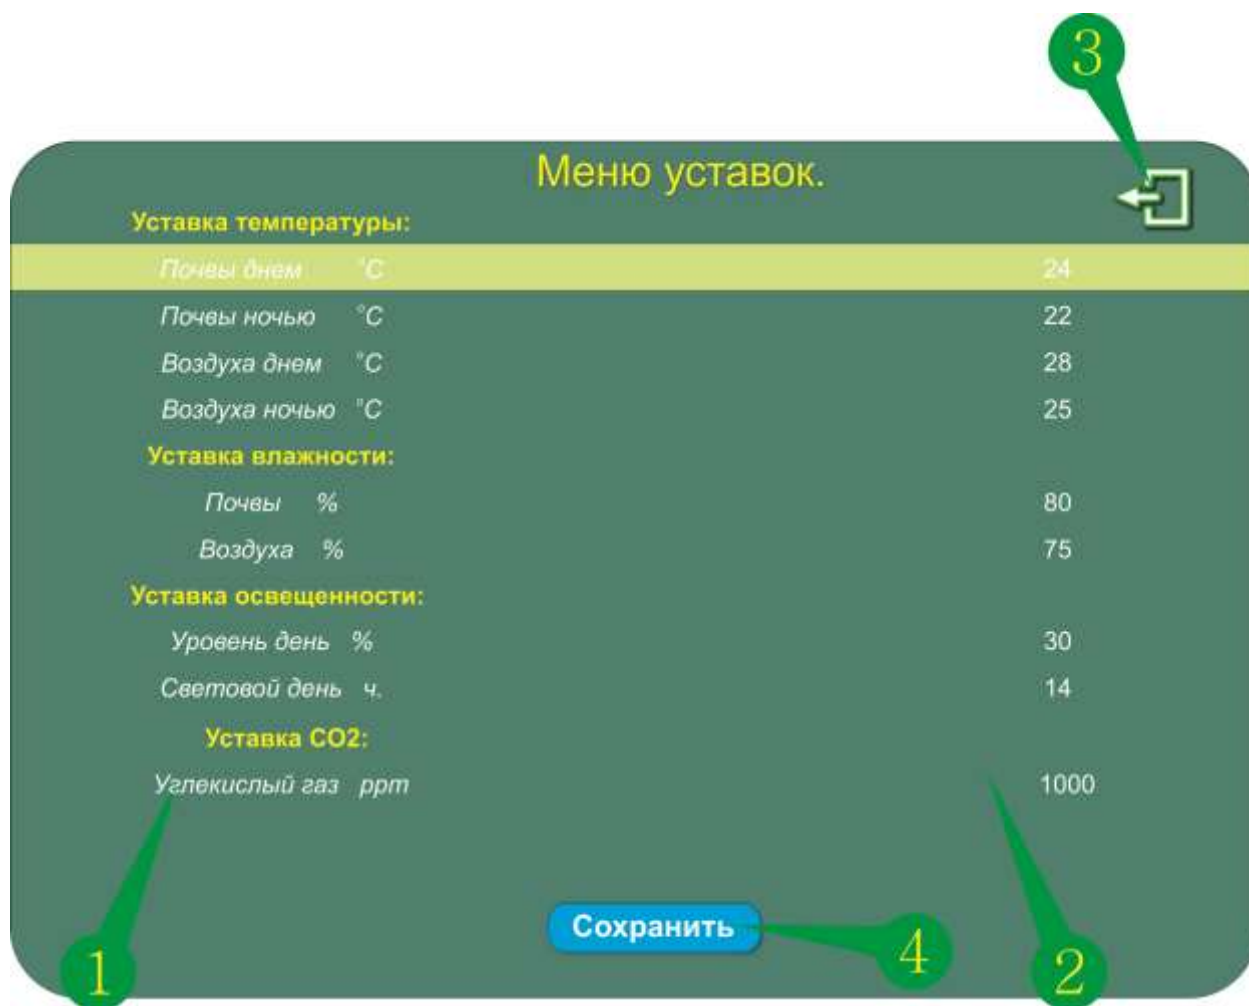 3
Меню уставок.
Уставка температуры:
Почвы днем °C 24
Почвы ночью °C 22
Воздуха днем °C 28
Воздуха ночью °C 25
Уставка влажности:
Почвы % 80
Воздуха % 75
Уставка освещенности:
Уровень день % 30
Световой день ч. 14
Уставка CO2:
Углекислый газ ppm 1000
Сохранить
1 4 2